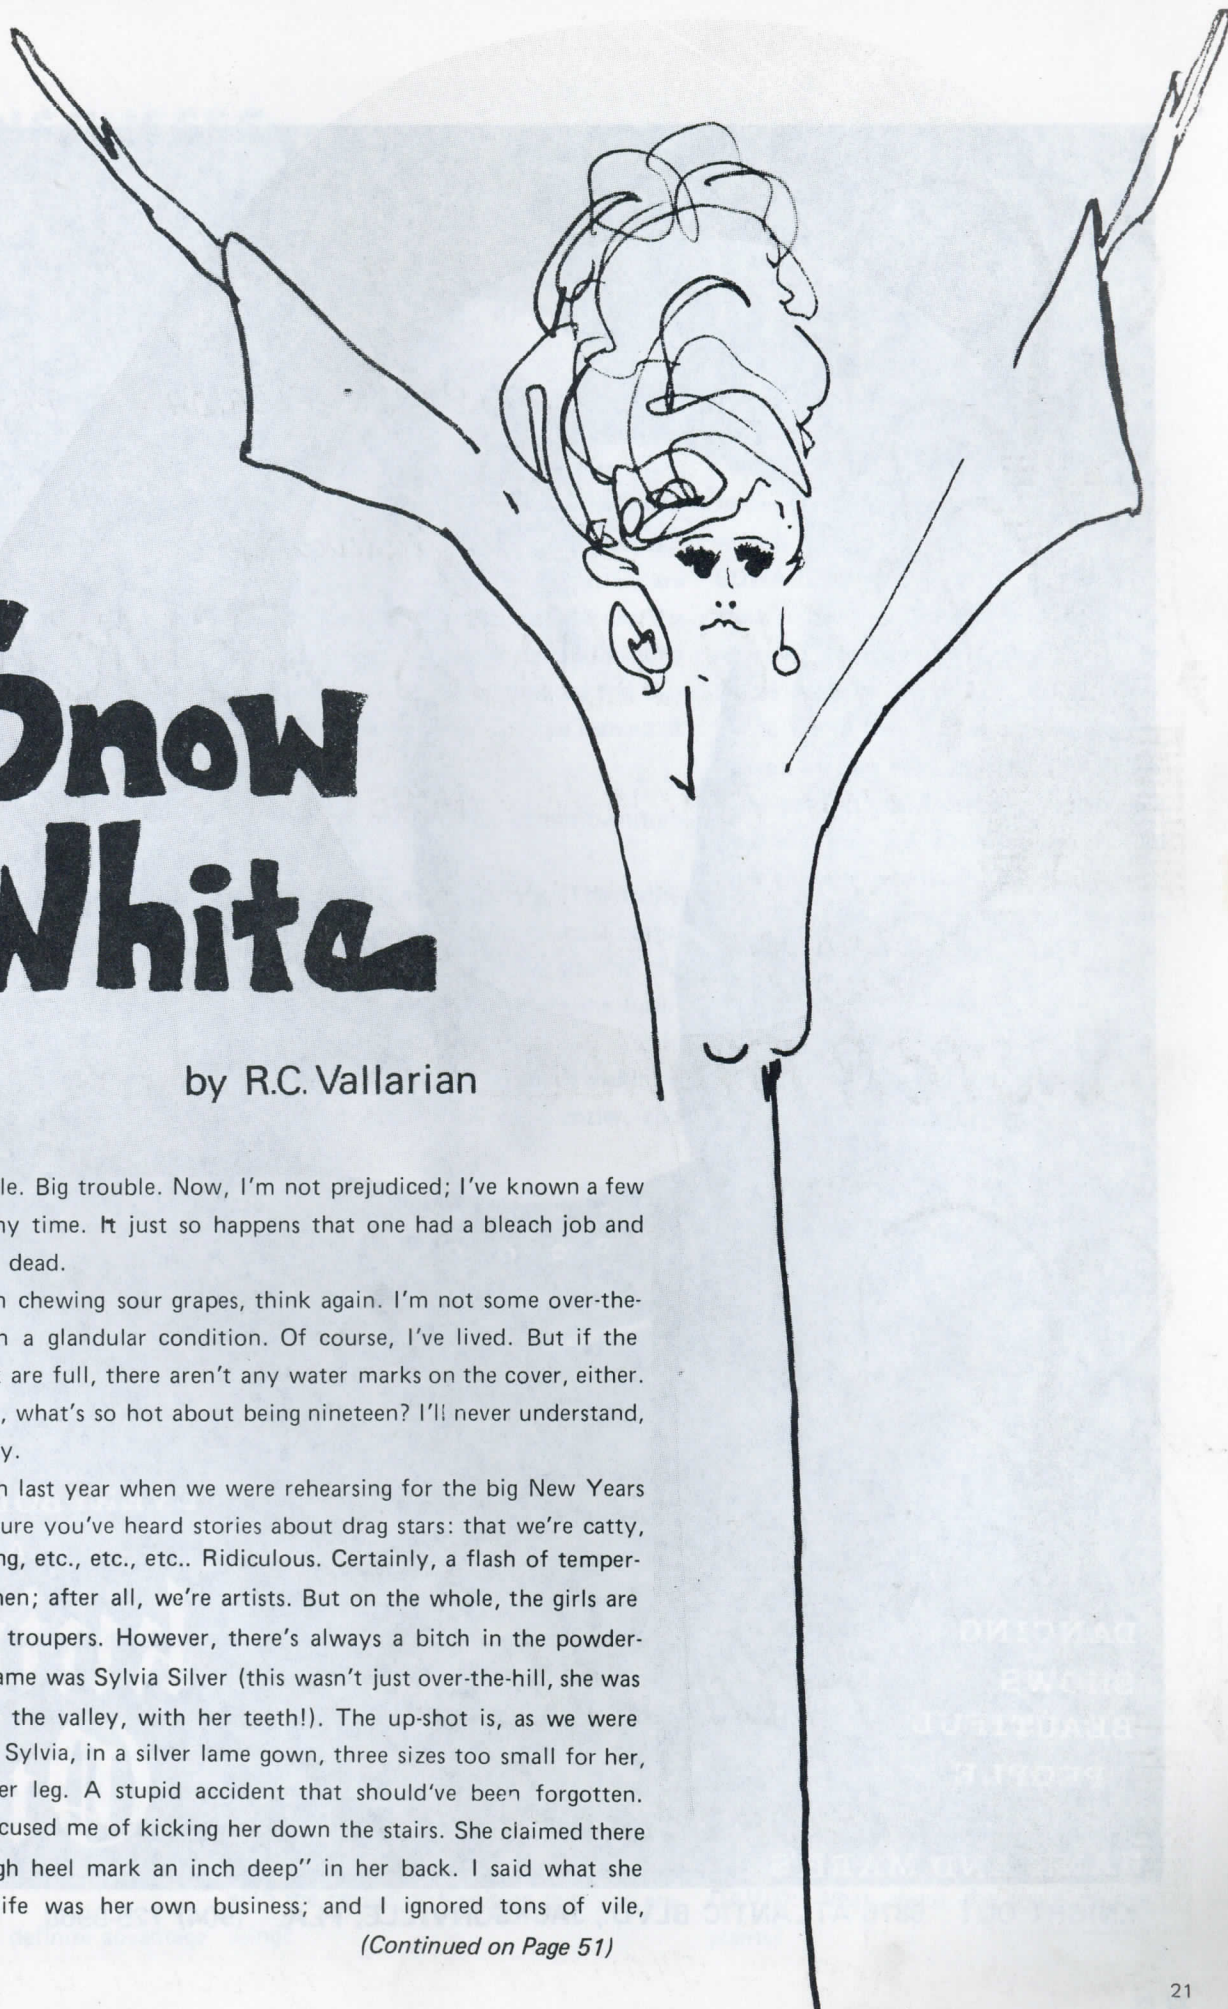 Snow
White
by R.C. Vallarian
le. Big trouble. Now, I'm not prejudiced; I've known a few
ny time. It just so happens that one had a bleach job and
dead.
n chewing sour grapes, think again. I'm not some over-the-
n a glandular condition. Of course, I've lived. But if the
are full, there aren't any water marks on the cover, either.
, what's so hot about being nineteen? I'll never understand,
y.
n last year when we were rehearsing for the big New Years
ure you've heard stories about drag stars: that we're catty,
ng, etc., etc., etc.. Ridiculous. Certainly, a flash of temper-
hen; after all, we're artists. But on the whole, the girls are
troupers. However, there's always a bitch in the powder-
ame was Sylvia Silver (this wasn't just over-the-hill, she was
the valley, with her teeth!). The up-shot is, as we were
Sylvia, in a silver lame gown, three sizes too small for her,
er leg. A stupid accident that should've been forgotten.
cused me of kicking her down the stairs. She claimed there
gh heel mark an inch deep" in her back. I said what she
ife was her own business; and I ignored tons of vile,
(Continued on Page 51)
21